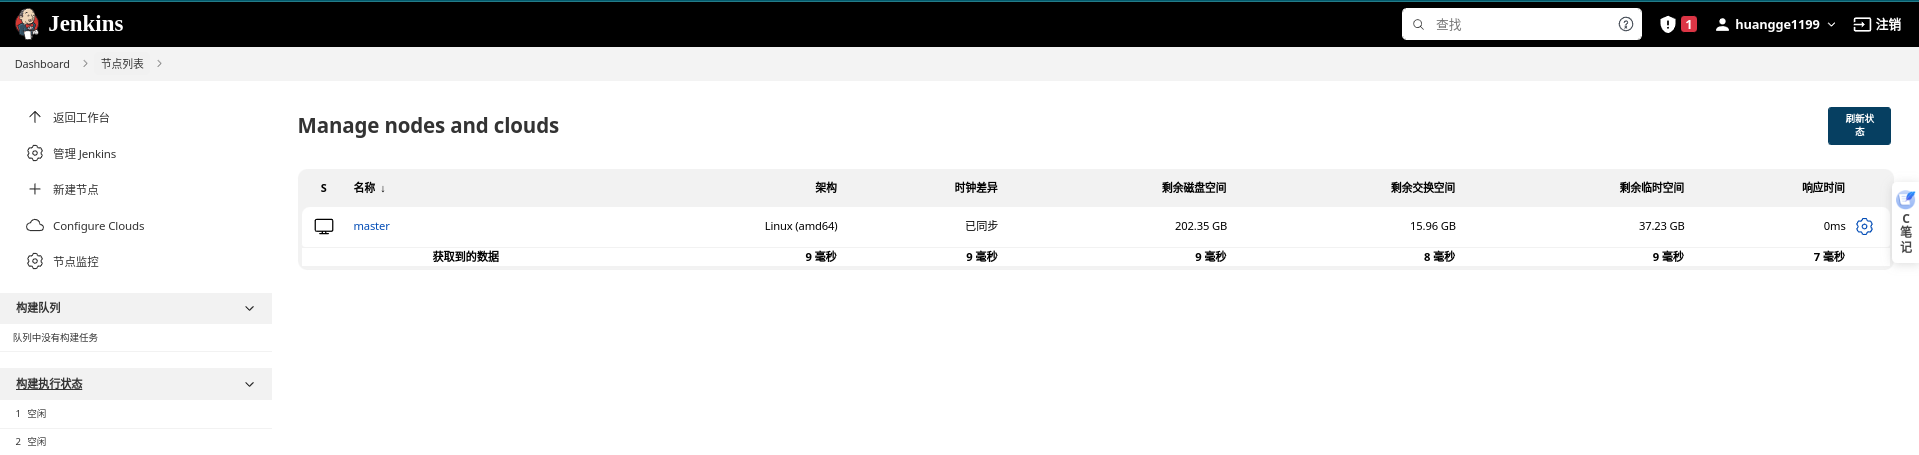 Jenkins
查找
1
huangge1199
注销
Dashboard
节点列表
返回工作台
管理 Jenkins
新建节点
Configure Clouds
节点监控
构建队列
队列中没有构建任务
构建执行状态
1 空闲
2 空闲
Manage nodes and clouds
刷新状
态
S 名称 ↓ 架构 时钟差异 剩余磁盘空间 剩余交换空间 剩余临时空间 响应时间
master Linux (amd64) 已同步 202.35 GB 15.96 GB 37.23 GB 0ms
获取到的数据 9 毫秒 9 毫秒 9 毫秒 8 毫秒 9 毫秒 7 毫秒
C
笔
记